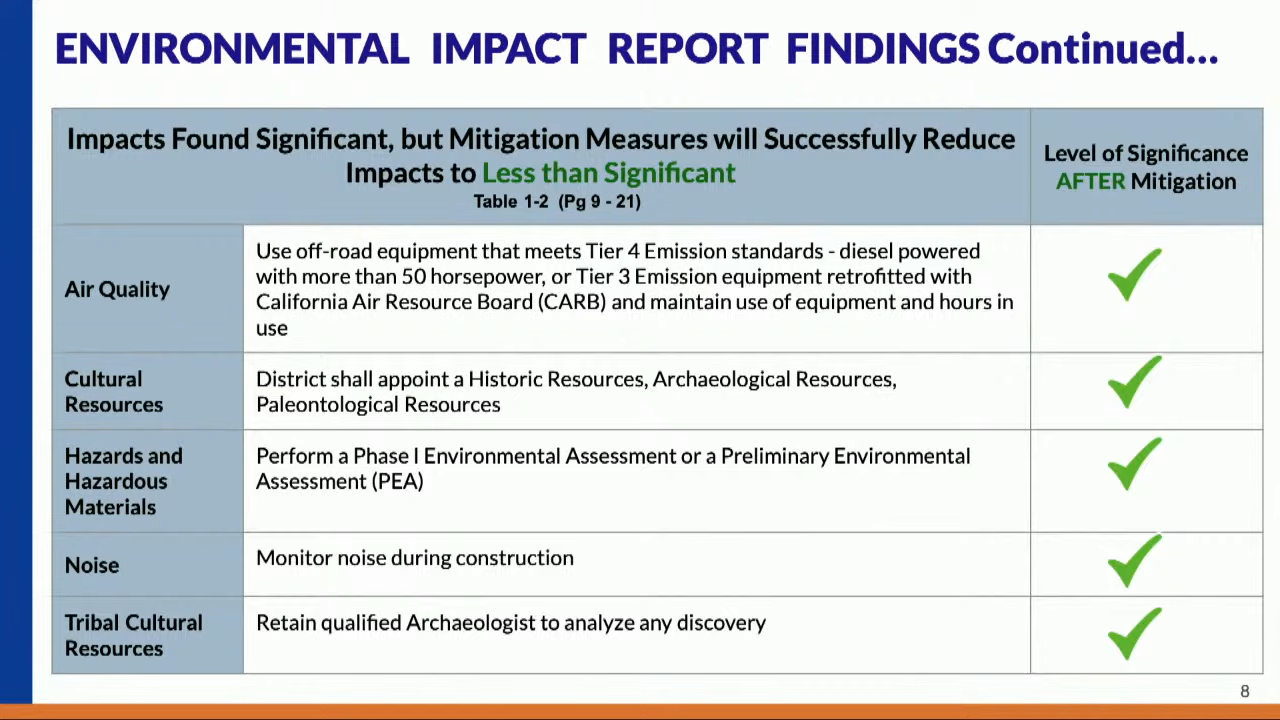 ENVIRONMENTAL IMPACT REPORT FINDINGS Continued...
Impacts Found Significant, but Mitigation Measures will Successfully Reduce
Impacts to Less than Significant
Table 1-2 (Pg 9 - 21)
Level of Significance
AFTER Mitigation
Air Quality
Use off-road equipment that meets Tier 4 Emission standards - diesel powered
with more than 50 horsepower, or Tier 3 Emission equipment retrofitted with
California Air Resource Board (CARB) and maintain use of equipment and hours in
use
Cultural
Resources
District shall appoint a Historic Resources, Archaeological Resources,
Paleontological Resources
Hazards and
Hazardous
Materials
Perform a Phase I Environmental Assessment or a Preliminary Environmental
Assessment (PEA)
Noise
Monitor noise during construction
Tribal Cultural
Resources
Retain qualified Archaeologist to analyze any discovery
8